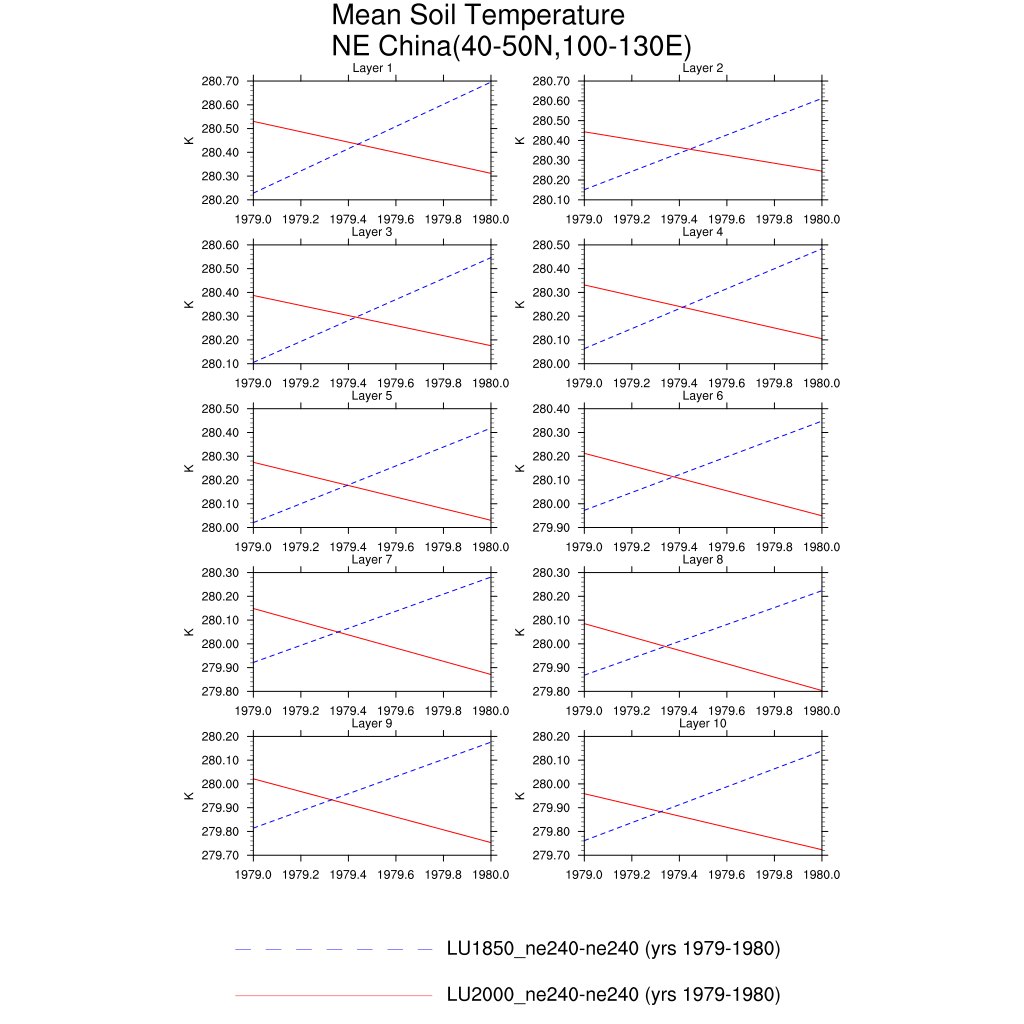 Mean Soil Temperature
NE China(40-50N,100-130E)
Layer 1
280.70
280.60
280.50
280.40
280.30
280.20
K
1979.0 1979.2 1979.4 1979.6 1979.8 1980.0
Layer 2
280.70
280.60
280.50
280.40
280.30
280.20
280.10
K
1979.0 1979.2 1979.4 1979.6 1979.8 1980.0
Layer 3
280.60
280.50
280.40
280.30
280.20
280.10
K
1979.0 1979.2 1979.4 1979.6 1979.8 1980.0
Layer 4
280.50
280.40
280.30
280.20
280.10
280.00
K
1979.0 1979.2 1979.4 1979.6 1979.8 1980.0
Layer 5
280.50
280.40
280.30
280.20
280.10
280.00
K
1979.0 1979.2 1979.4 1979.6 1979.8 1980.0
Layer 6
280.40
280.30
280.20
280.10
280.00
279.90
K
1979.0 1979.2 1979.4 1979.6 1979.8 1980.0
Layer 7
280.30
280.20
280.10
280.00
279.90
279.80
K
1979.0 1979.2 1979.4 1979.6 1979.8 1980.0
Layer 8
280.30
280.20
280.10
280.00
279.90
279.80
K
1979.0 1979.2 1979.4 1979.6 1979.8 1980.0
Layer 9
280.20
280.10
280.00
279.90
279.80
279.70
K
1979.0 1979.2 1979.4 1979.6 1979.8 1980.0
Layer 10
280.20
280.10
280.00
279.90
279.80
279.70
K
1979.0 1979.2 1979.4 1979.6 1979.8 1980.0
LU1850_ne240-ne240 (yrs 1979-1980)
LU2000_ne240-ne240 (yrs 1979-1980)